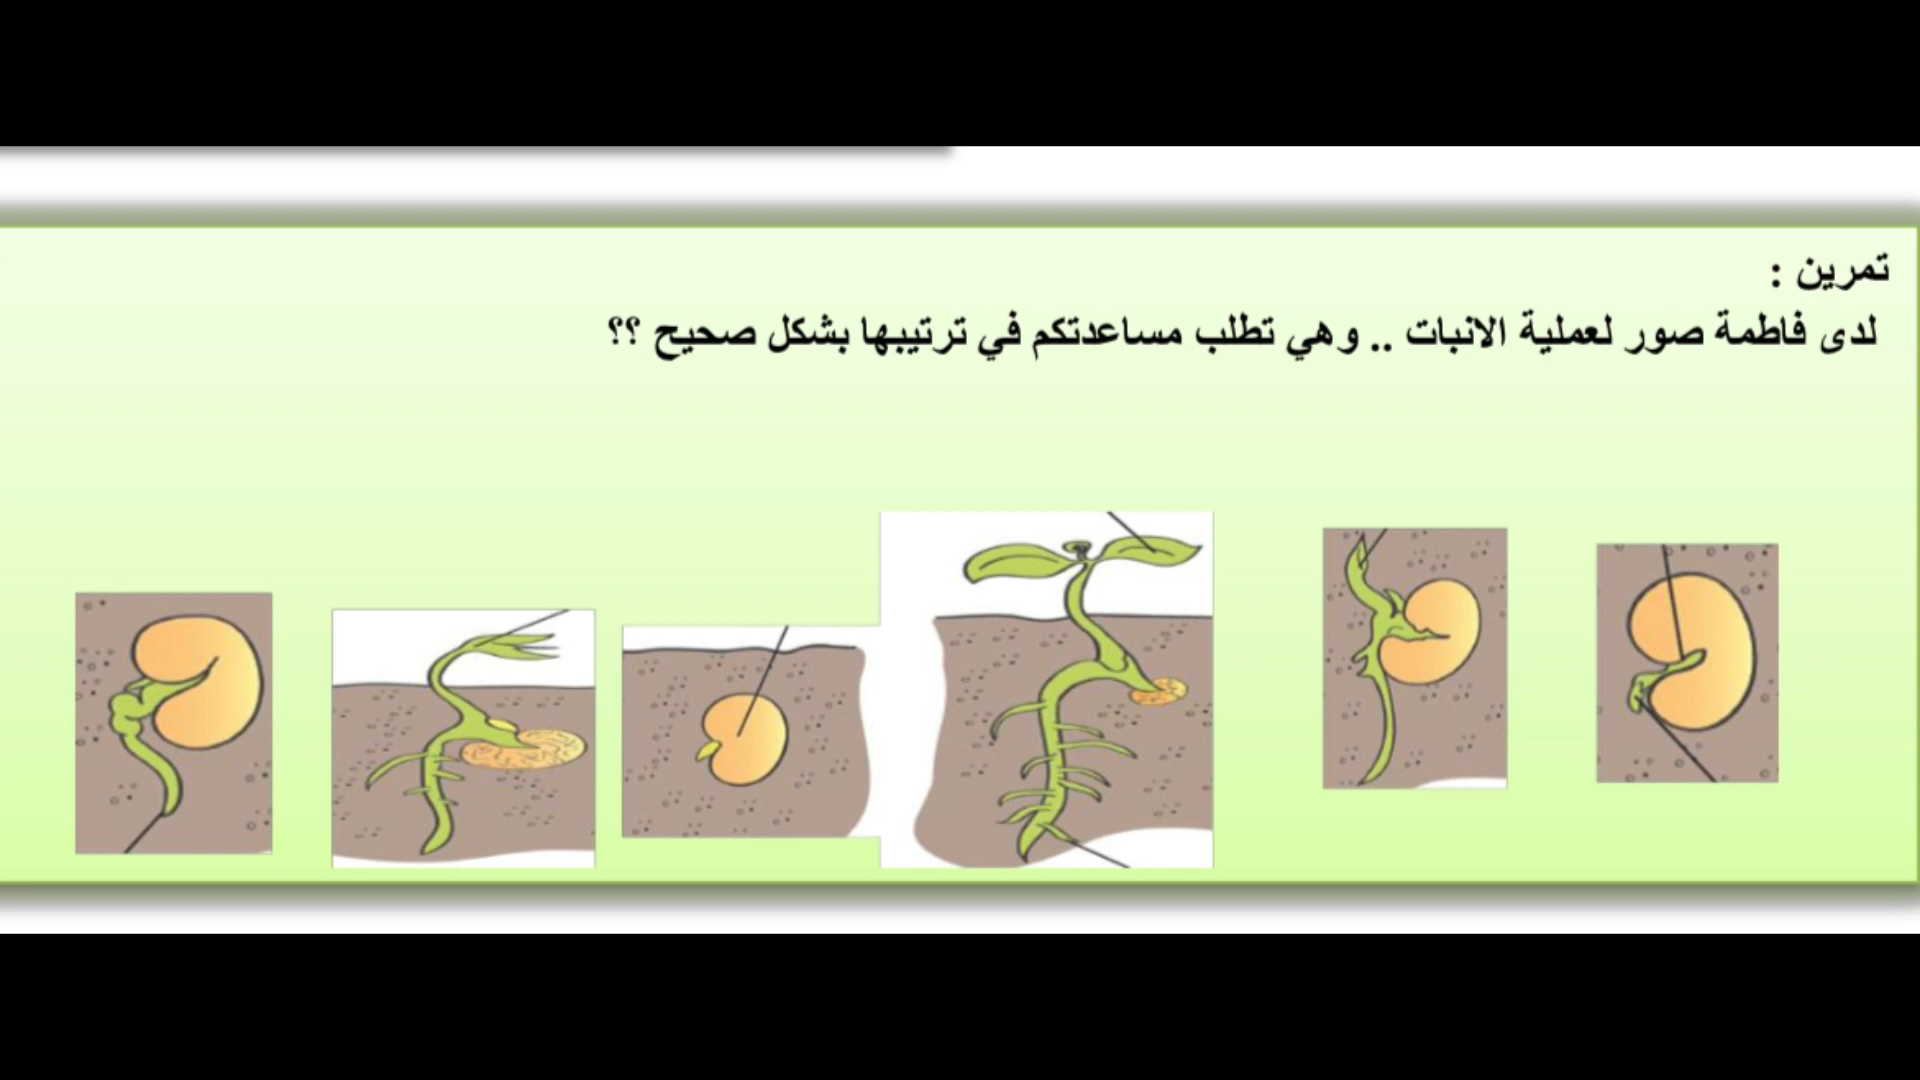 تمرين :
لدى فاطمة صور لعملية الانبات .. وهي تطلب مساعدتكم في ترتيبها بشكل صحيح ؟؟